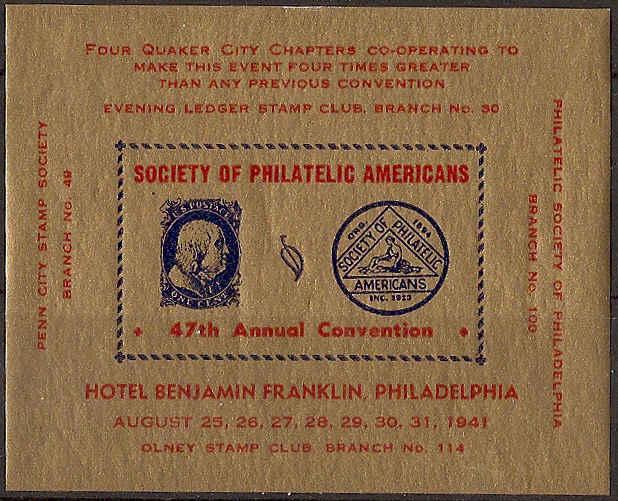 FOUR QUAKER CITY CHAPTERS CO-OPERATING TO
MAKE THIS EVENT FOUR TIMES GREATER
THAN ANY PREVIOUS CONVENTION
EVENING LEDGER STAMP CLUB, BRANCH NO. 30
PENN CITY STAMP SOCIETY
BRANCH NO. 49
SOCIETY OF PHILATELIC AMERICANS
U.S. POSTAGE
ONE CENT
ORG. 1894
SOCIETY OF PHILATELIC
AMERICANS
INC. 1923
47th Annual Convention
PHILATELIC SOCIETY OF PHILADELPHIA
BRANCH NO. 100
HOTEL BENJAMIN FRANKLIN, PHILADELPHIA
AUGUST 25, 26, 27, 28, 29, 30, 31, 1941
OLNEY STAMP CLUB BRANCH NO. 114